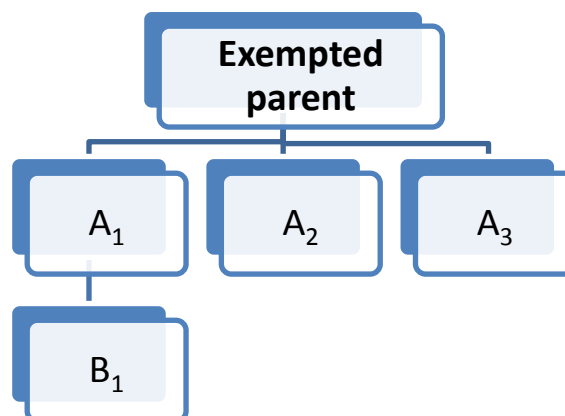 Exempted
parent
A₁
A₂
A₃
B₁